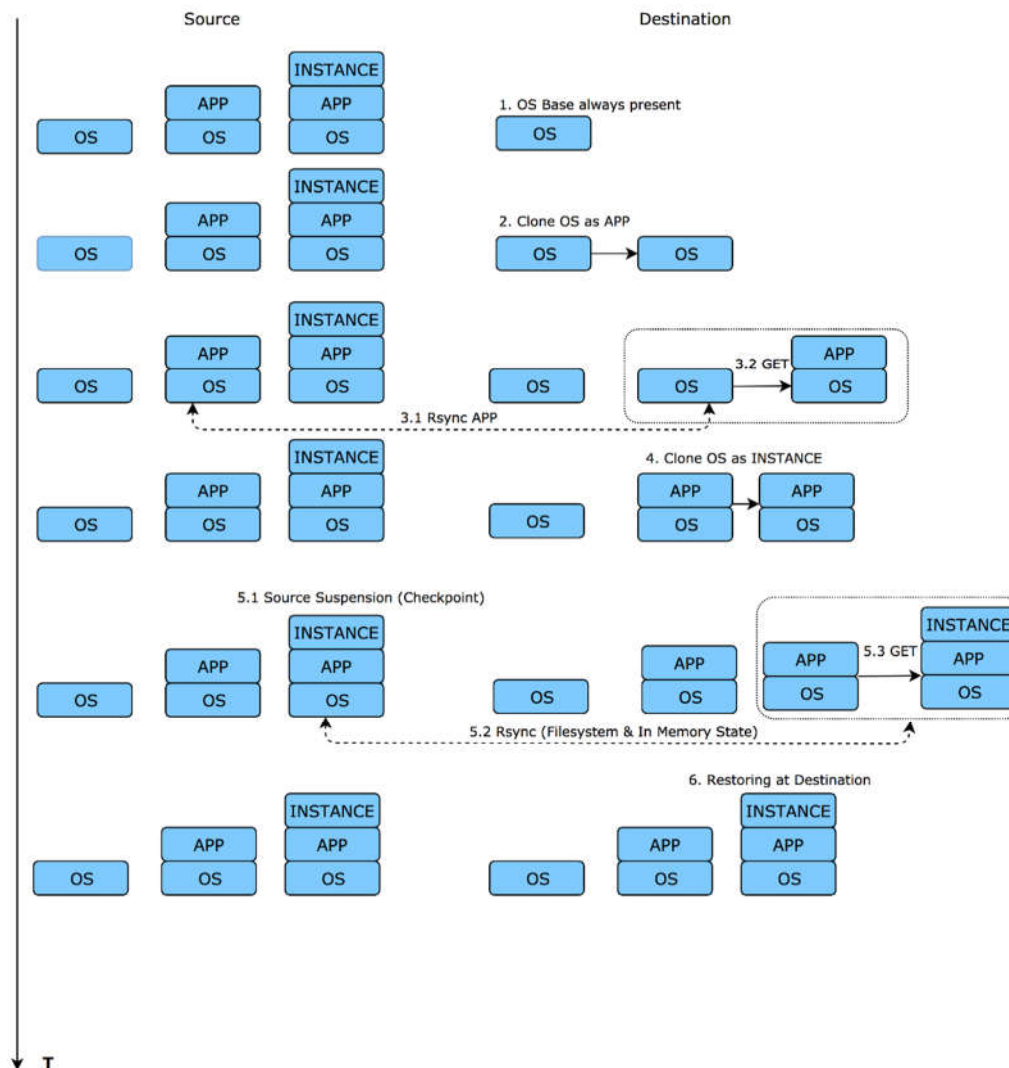 Source Destination
INSTANCE
APP APP
OS OS OS
1. OS Base always present
OS
INSTANCE
APP APP
OS OS OS
2. Clone OS as APP
OS OS
INSTANCE
APP APP
OS OS OS
OS OS
3.2 GET
APP
OS
3.1 Rsync APP
INSTANCE
APP APP
OS OS OS
4. Clone OS as INSTANCE
APP APP
OS OS OS
5.1 Source Suspension (Checkpoint)
INSTANCE
APP APP
OS OS OS
APP APP
OS OS OS
5.3 GET
INSTANCE
APP
OS
5.2 Rsync (Filesystem & In Memory State)
INSTANCE
APP APP
OS OS OS
6. Restoring at Destination
INSTANCE
APP APP
OS OS OS
T